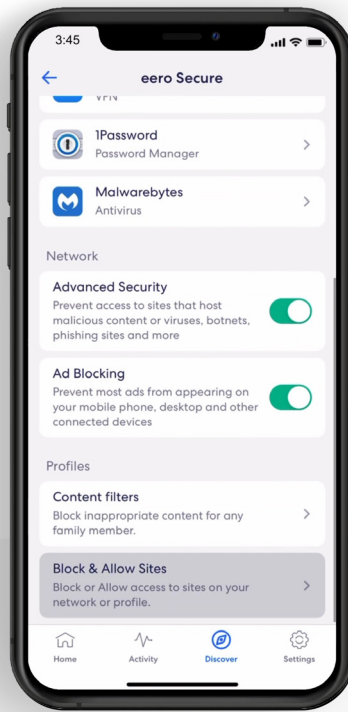 3:45
eero Secure
VPN
1Password
Password Manager
Malwarebytes
Antivirus
Network
Advanced Security
Prevent access to sites that host
malicious content or viruses, botnets,
phishing sites and more
Ad Blocking
Prevent most ads from appearing on
your mobile phone, desktop and other
connected devices
Profiles
Content filters
Block inappropriate content for any
family member.
Block & Allow Sites
Block or Allow access to sites on your
network or profile.
Home Activity Discover Settings